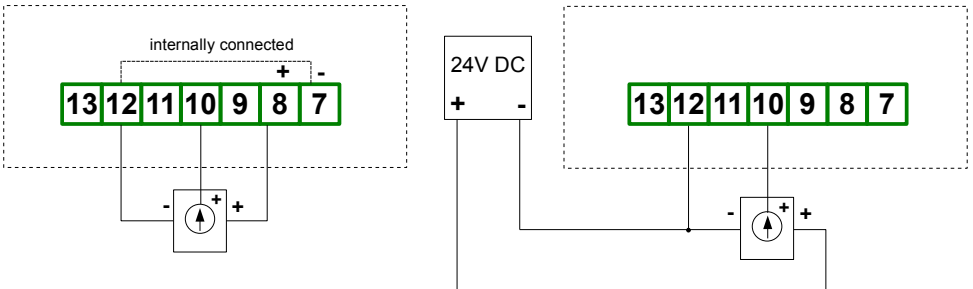 internally connected
+ -
13 12 11 10 9 8 7
- + +
24V DC
+ -
13 12 11 10 9 8 7
- + +